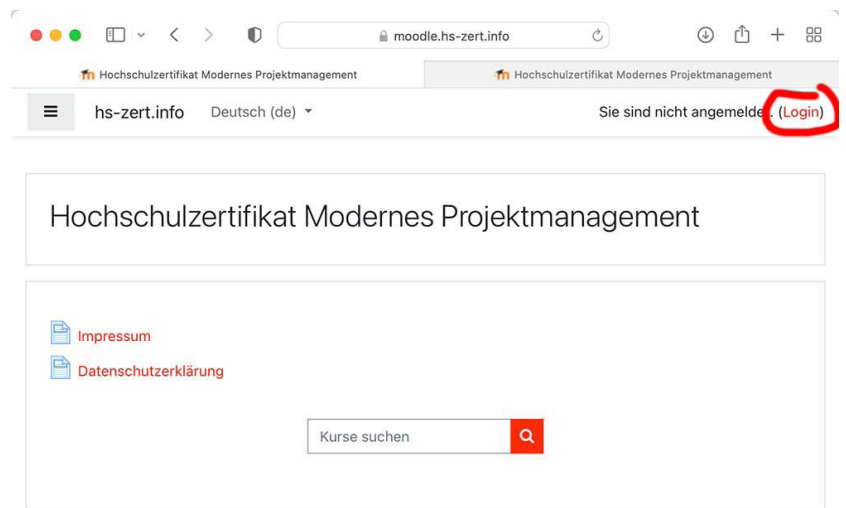 moodle.hs-zert.info
Hochschulzertifikat Modernes Projektmanagement
Hochschulzertifikat Modernes Projektmanagement
hs-zert.info Deutsch (de)
Sie sind nicht angemelde . (Login)
Hochschulzertifikat Modernes Projektmanagement
Impressum
Datenschutzerklärung
Kurse suchen